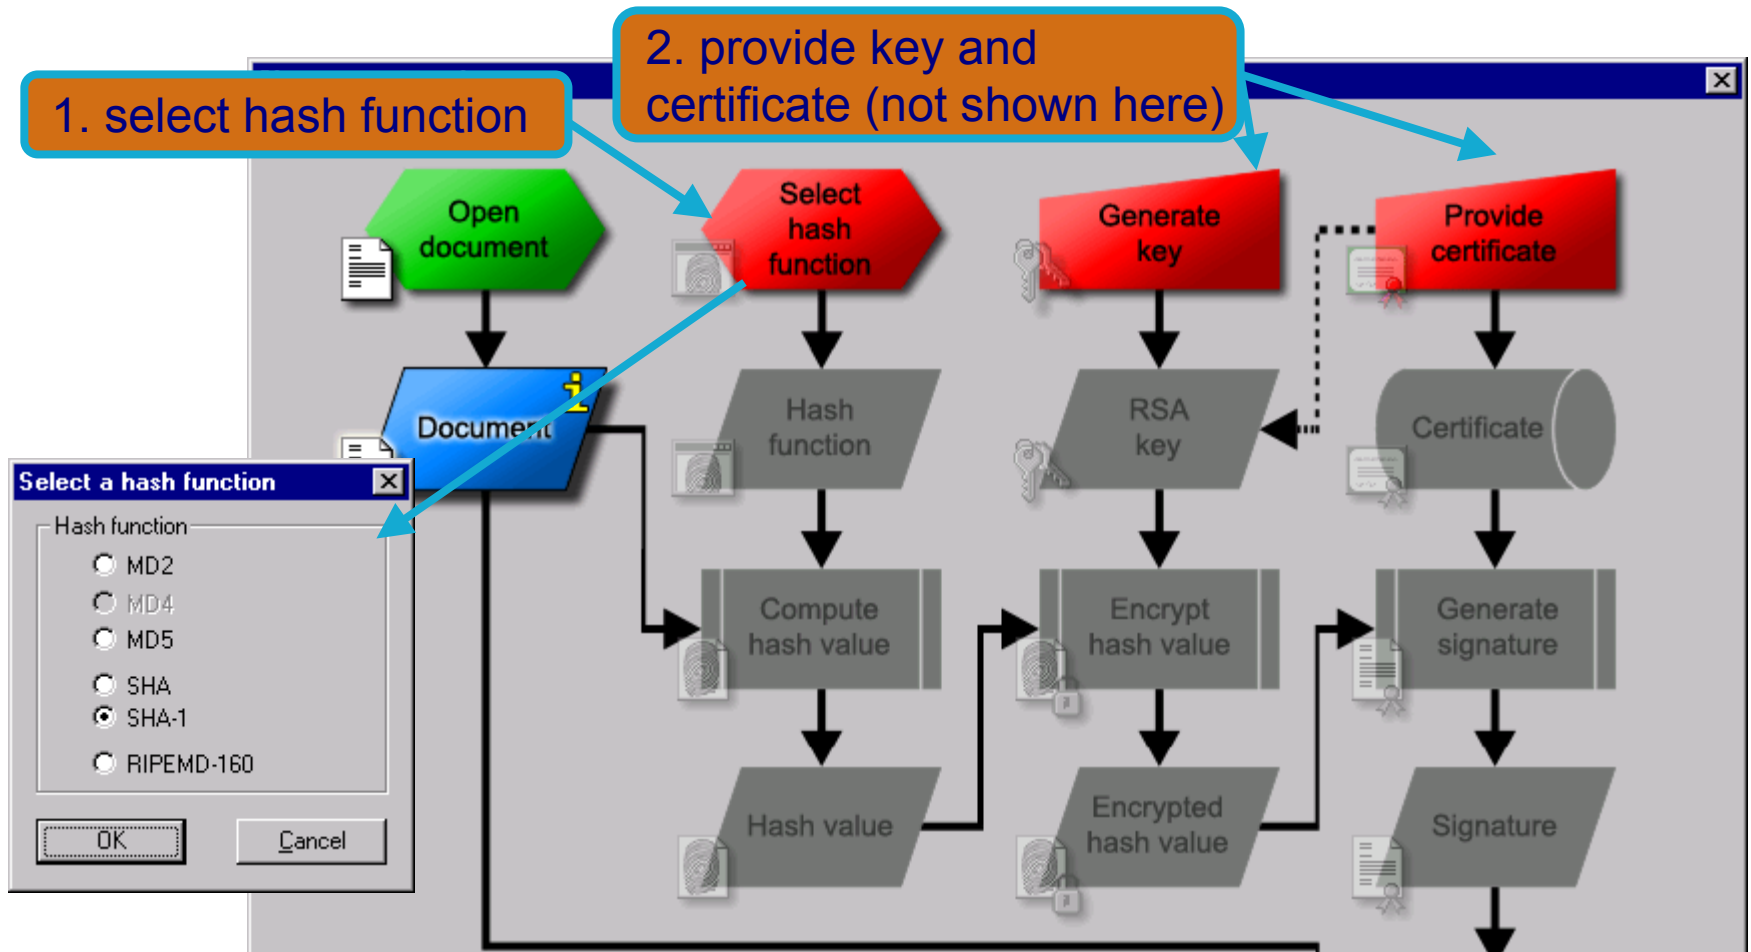 2. provide key and
certificate (not shown here)
1. select hash function
Open
document
Select
hash
function
Generate
key
Provide
certificate
Document
Hash
function
RSA
key
Certificate
Select a hash function
Hash function
MD2
MD4
MD5
SHA
SHA-1
RIPEMD-160
OK
Cancel
Compute
hash value
Encrypt
hash value
Generate
signature
Hash value
Encrypted
hash value
Signature